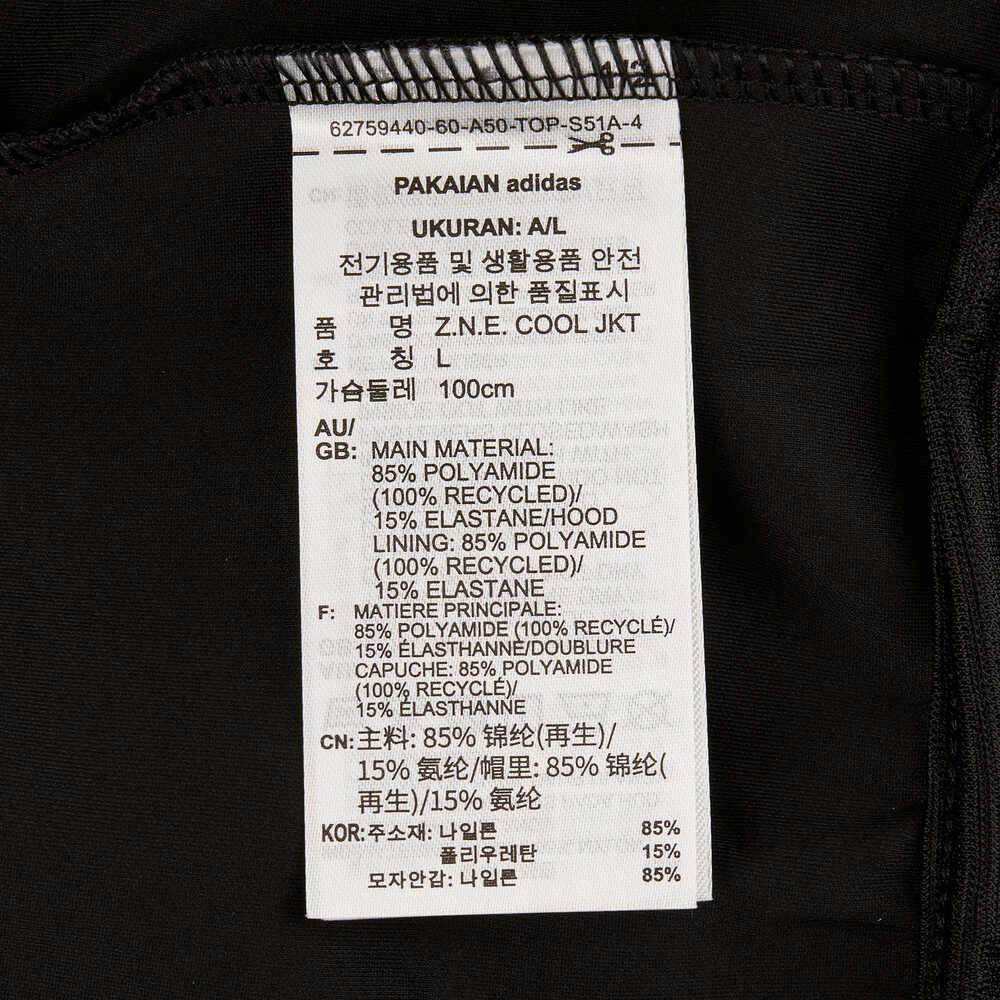 1/2
62759440-60-A50-TOP-S51A-4
PAKAIAN adidas
UKURAN: A/L
전기용품 및 생활용품 안전
관리법에 의한 품질표시
품 명 Z.N.E. COOL JKT
호 칭 L
가슴둘레 100cm
AU/
GB: MAIN MATERIAL:
85% POLYAMIDE
(100% RECYCLED)/
15% ELASTANE/HOOD
LINING: 85% POLYAMIDE
(100% RECYCLED)/
15% ELASTANE
F: MATIERE PRINCIPALE:
85% POLYAMIDE (100% RECYCLÉ)/
15% ÉLASTHANNE/DOUBLURE
CAPUCHE: 85% POLYAMIDE
(100% RECYCLÉ)/
15% ÉLASTHANNE
CN: 主料: 85% 锦纶(再生)/
15% 氨纶/帽里: 85% 锦纶(
再生)/15% 氨纶
KOR: 주소재: 나일론 85%
폴리우레탄 15%
모자안감: 나일론 85%